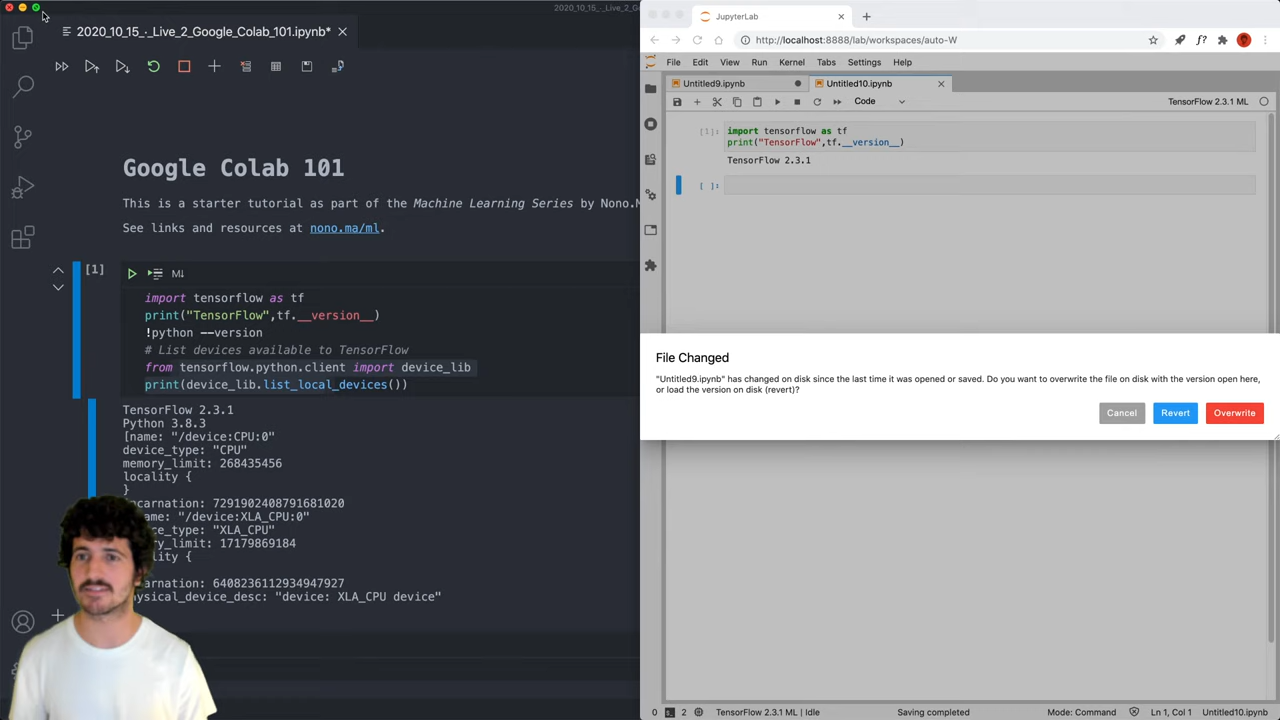 2020_10_15_-_Live_2_G
2020_10_15_-_Live_2_Google_Colab_101.ipynb*
Google Colab 101
This is a starter tutorial as part of the Machine Learning Series by Nono.M
See links and resources at nono.ma/ml.
[1]
M↓
import tensorflow as tf
print("TensorFlow",tf.__version__)
!python --version
# List devices available to TensorFlow
from tensorflow.python.client import device_lib
print(device_lib.list_local_devices())
TensorFlow 2.3.1
Python 3.8.3
[name: "/device:CPU:0"
device_type: "CPU"
memory_limit: 268435456
locality {
}
incarnation: 7291902408791681020
name: "/device:XLA_CPU:0"
device_type: "XLA_CPU"
memory_limit: 17179869184
locality {
incarnation: 6408236112934947927
physical_device_desc: "device: XLA_CPU device"
JupyterLab
http://localhost:8888/lab/workspaces/auto-W
f?
File Edit View Run Kernel Tabs Settings Help
Untitled9.ipynb Untitled10.ipynb
Code TensorFlow 2.3.1 ML
[1]: import tensorflow as tf
print("TensorFlow",tf.__version__)
TensorFlow 2.3.1
[ ]:
File Changed
"Untitled9.ipynb" has changed on disk since the last time it was opened or saved. Do you want to overwrite the file on disk with the version open here,
or load the version on disk (revert)?
Cancel Revert Overwrite
0 2 TensorFlow 2.3.1 ML | Idle Saving completed Mode: Command Ln 1, Col 1 Untitled10.ipynb